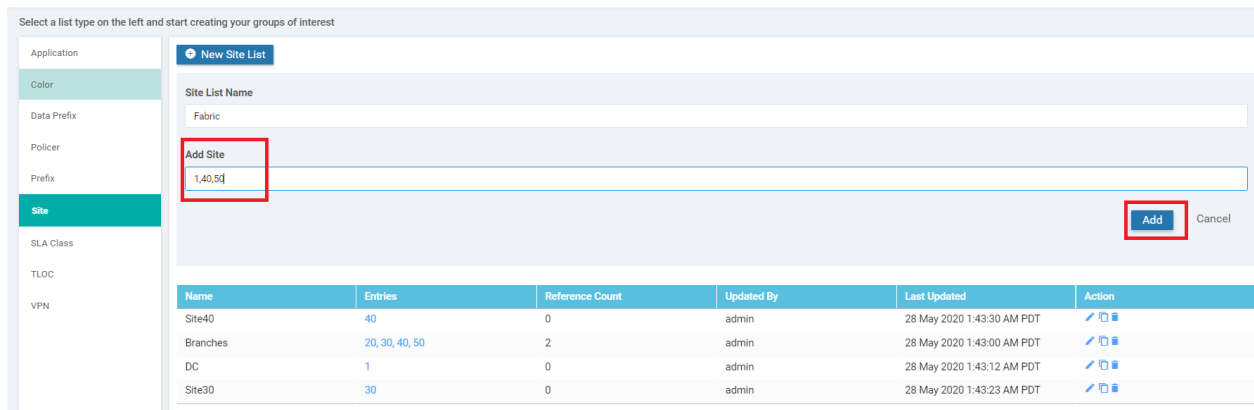 Select a list type on the left and start creating your groups of interest
Application
Color
Data Prefix
Policer
Prefix
Site
SLA Class
TLOC
VPN
New Site List
Site List Name
Fabric
Add Site
1,40,50
Add Cancel
Name Entries Reference Count Updated By Last Updated Action
Site40 40 0 admin 28 May 2020 1:43:30 AM PDT
Branches 20, 30, 40, 50 2 admin 28 May 2020 1:43:00 AM PDT
DC 1 0 admin 28 May 2020 1:43:12 AM PDT
Site30 30 0 admin 28 May 2020 1:43:23 AM PDT